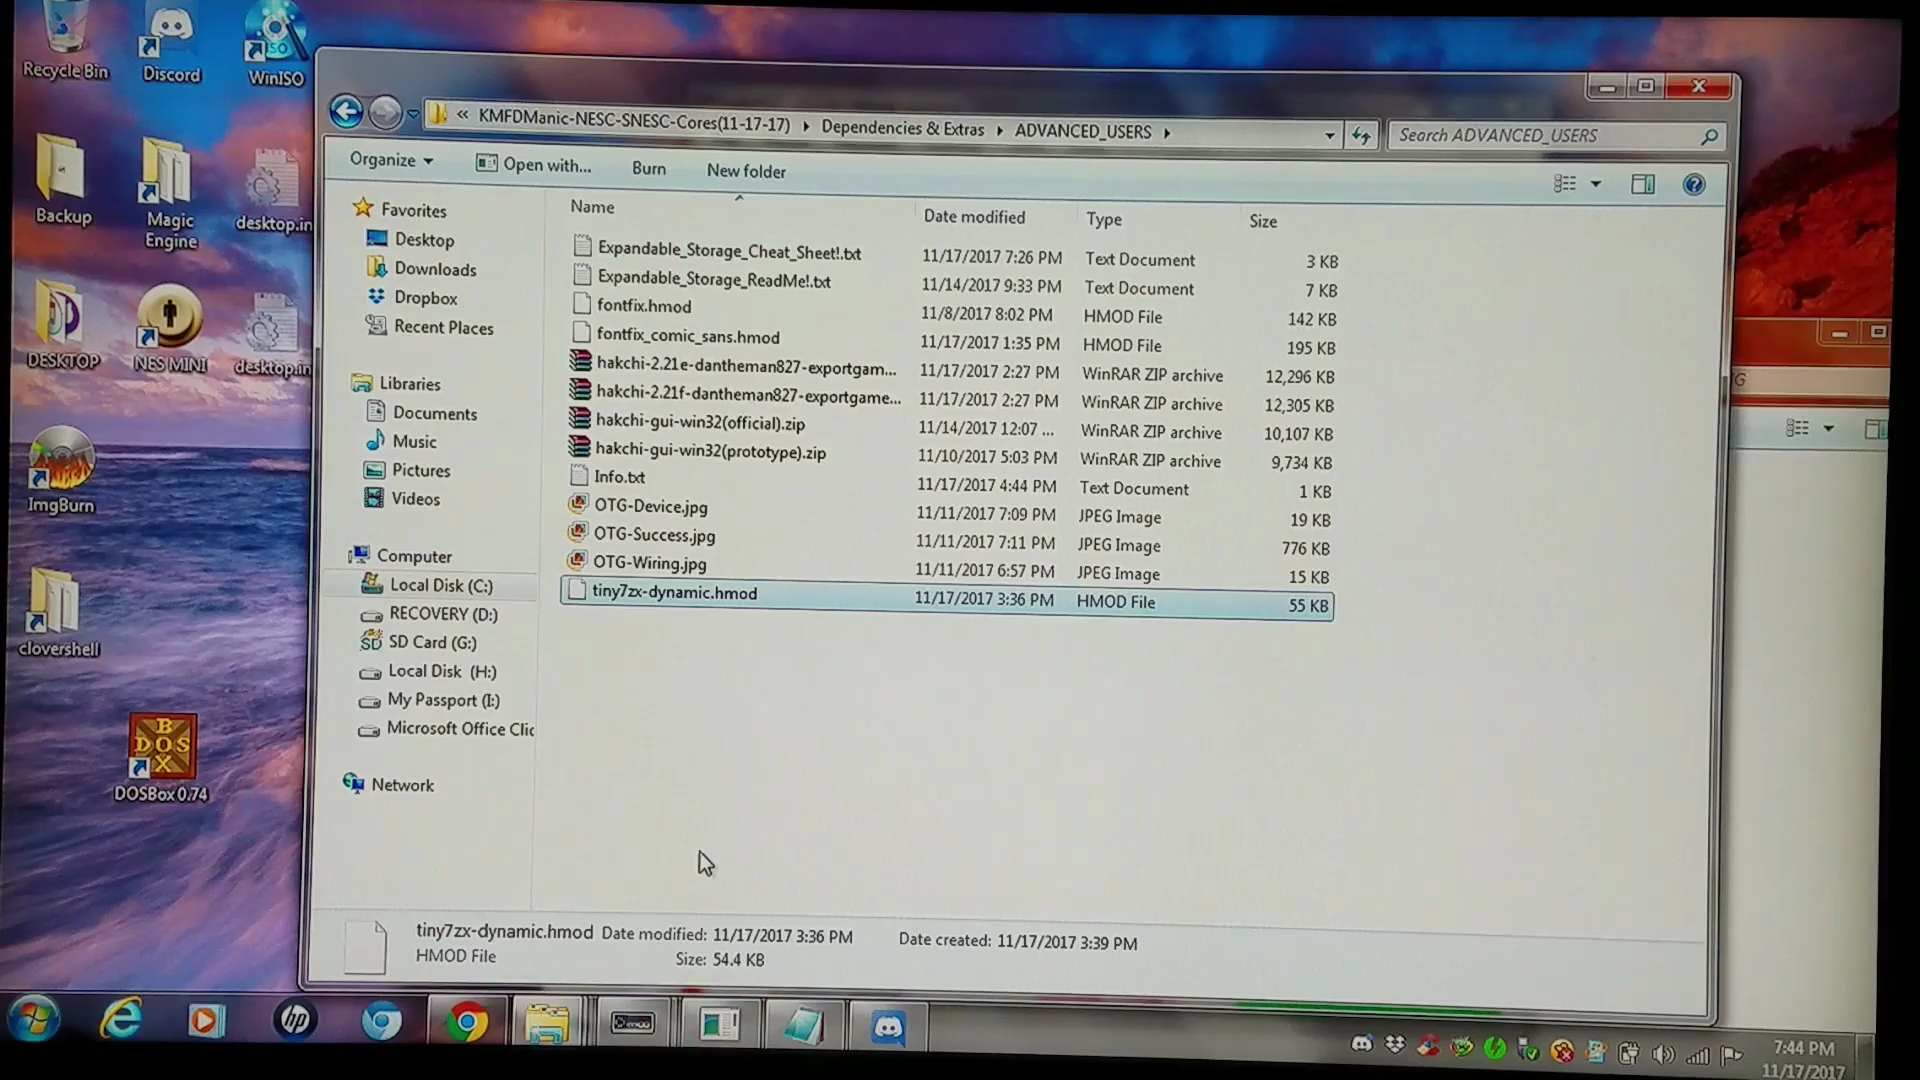 Recycle Bin
Discord
WinISO
Backup
Magic
Engine
desktop.in
DESKTOP
NES MINI
desktop.in
ImgBurn
clovershell
DOSBox 0.74
« KMFDManic-NESC-SNESC-Cores(11-17-17) Dependencies & Extras ADVANCED_USERS
Search ADVANCED_USERS
Organize Open with... Burn New folder
Favorites
Desktop
Downloads
Dropbox
Recent Places
Libraries
Documents
Music
Pictures
Videos
Computer
Local Disk (C:)
RECOVERY (D:)
SD Card (G:)
Local Disk (H:)
My Passport (I:)
Microsoft Office Clic
Network
Name Date modified Type Size
Expandable_Storage_Cheat_Sheet!.txt 11/17/2017 7:26 PM Text Document 3 KB
Expandable_Storage_ReadMe!.txt 11/14/2017 9:33 PM Text Document 7 KB
fontfix.hmod 11/8/2017 8:02 PM HMOD File 142 KB
fontfix_comic_sans.hmod 11/17/2017 1:35 PM HMOD File 195 KB
hakchi-2.21e-dantheman827-exportgam... 11/17/2017 2:27 PM WinRAR ZIP archive 12,296 KB
hakchi-2.21f-dantheman827-exportgame... 11/17/2017 2:27 PM WinRAR ZIP archive 12,305 KB
hakchi-gui-win32(official).zip 11/14/2017 12:07 ... WinRAR ZIP archive 10,107 KB
hakchi-gui-win32(prototype).zip 11/10/2017 5:03 PM WinRAR ZIP archive 9,734 KB
Info.txt 11/17/2017 4:44 PM Text Document 1 KB
OTG-Device.jpg 11/11/2017 7:09 PM JPEG Image 19 KB
OTG-Success.jpg 11/11/2017 7:11 PM JPEG Image 776 KB
OTG-Wiring.jpg 11/11/2017 6:57 PM JPEG Image 15 KB
tiny7zx-dynamic.hmod 11/17/2017 3:36 PM HMOD File 55 KB
tiny7zx-dynamic.hmod Date modified: 11/17/2017 3:36 PM Date created: 11/17/2017 3:39 PM
HMOD File Size: 54.4 KB
7:44 PM
11/17/2017